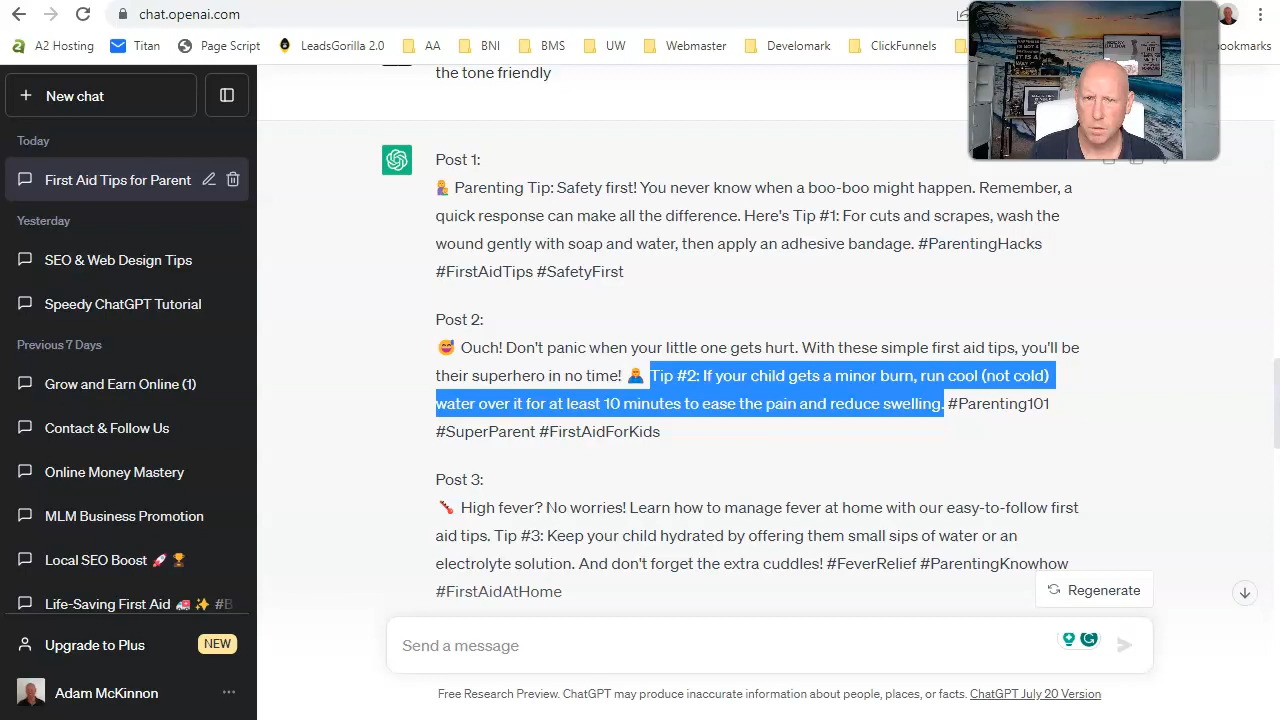 chat.openai.com
A2 Hosting
Titan
Page Script
LeadsGorilla 2.0
AA
BNI
BMS
UW
Webmaster
Develomark
ClickFunnels
the tone friendly
New chat
Today
First Aid Tips for Parent
Yesterday
SEO & Web Design Tips
Speedy ChatGPT Tutorial
Previous 7 Days
Grow and Earn Online (1)
Contact & Follow Us
Online Money Mastery
MLM Business Promotion
Local SEO Boost 🚀 🏆
Life-Saving First Aid 🚑 ✨ #B
Upgrade to Plus
NEW
Adam McKinnon
Post 1:
Parenting Tip: Safety first! You never know when a boo-boo might happen. Remember, a
quick response can make all the difference. Here's Tip #1: For cuts and scrapes, wash the
wound gently with soap and water, then apply an adhesive bandage. #ParentingHacks
#FirstAidTips #SafetyFirst
Post 2:
😅 Ouch! Don't panic when your little one gets hurt. With these simple first aid tips, you'll be
their superhero in no time! Tip #2: If your child gets a minor burn, run cool (not cold)
water over it for at least 10 minutes to ease the pain and reduce swelling. #Parenting101
#SuperParent #FirstAidForKids
Post 3:
High fever? No worries! Learn how to manage fever at home with our easy-to-follow first
aid tips. Tip #3: Keep your child hydrated by offering them small sips of water or an
electrolyte solution. And don't forget the extra cuddles! #FeverRelief #ParentingKnowhow
#FirstAidAtHome
Regenerate
Send a message
Free Research Preview. ChatGPT may produce inaccurate information about people, places, or facts. ChatGPT July 20 Version